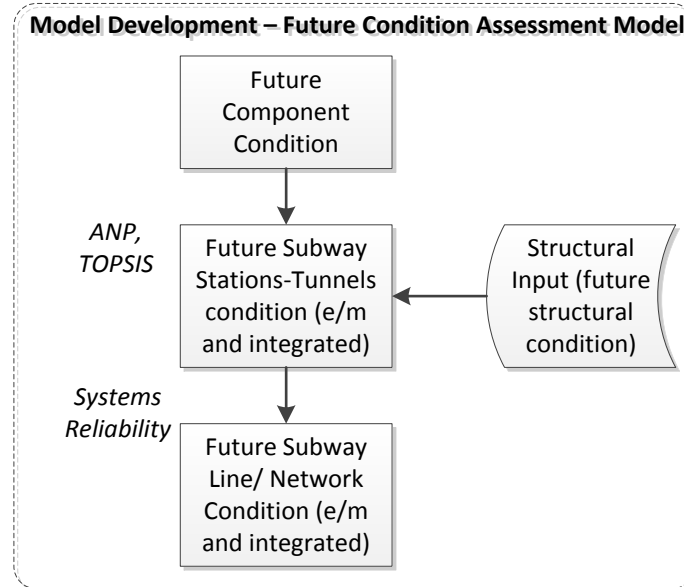 Model Development – Future Condition Assessment Model
Future
Component
Condition
ANP,
TOPSIS
Future Subway
Stations-Tunnels
condition (e/m
and integrated)
Structural
Input (future
structural
condition)
Systems
Reliability
Future Subway
Line/ Network
Condition (e/m
and integrated)